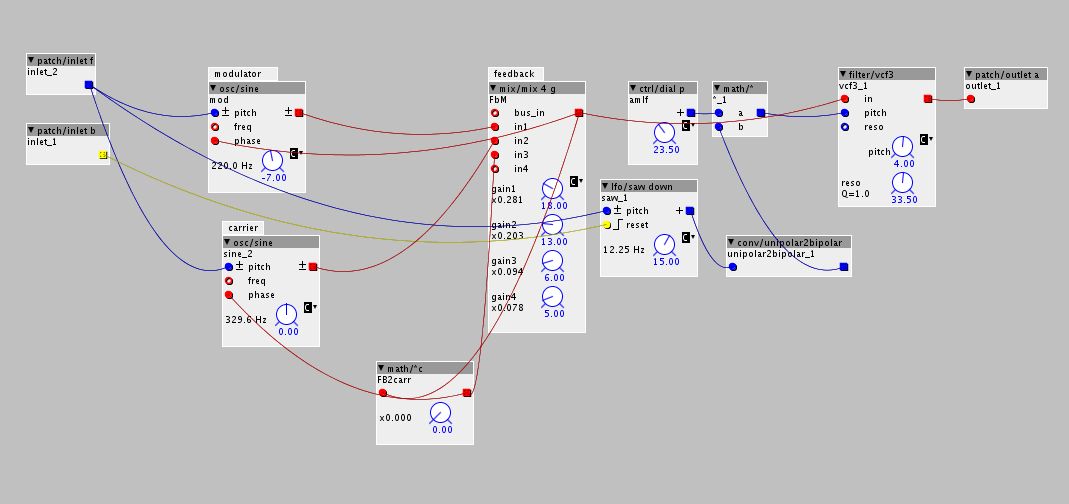 patch/inlet f
inlet_2
patch/inlet b
inlet_1
modulator
osc/sine
mod
± pitch ±
freq
phase
220.0 Hz
C
-7.00
carrier
osc/sine
sine_2
± pitch ±
freq
phase
329.6 Hz
C
0.00
math/*c
FB2carr
x0.000
0.00
feedback
mix/mix 4 g
FbM
bus_in
in1
in2
in3
in4
gain1
x0.281
C
18.00
gain2
x0.203
13.00
gain3
x0.094
6.00
gain4
x0.078
5.00
ctrl/dial p
amlf
+
C
23.50
lfo/saw down
saw_1
± pitch +
reset
12.25 Hz
C
15.00
math/*
*_1
a
b
conv/unipolar2bipolar
unipolar2bipolar_1
filter/vcf3
vcf3_1
in
pitch
reso
pitch
C
4.00
reso
Q=1.0
33.50
patch/outlet a
outlet_1